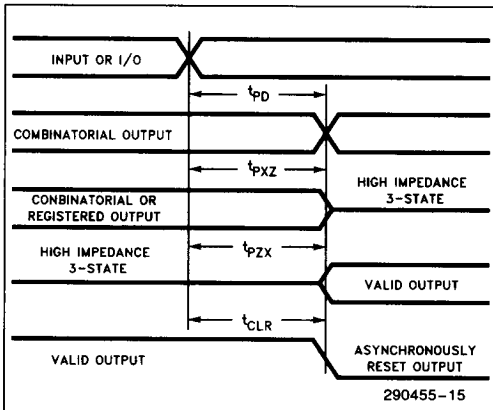 INPUT OR I/O
tPD
COMBINATORIAL OUTPUT
tPXZ
HIGH IMPEDANCE
3-STATE
CONBINATORIAL OR
REGISTERED OUTPUT
HIGH IMPEDANCE
3-STATE
tPZX
VALID OUTPUT
tCLR
VALID OUTPUT
ASYNCHRONOUSLY
RESET OUTPUT
290455-15